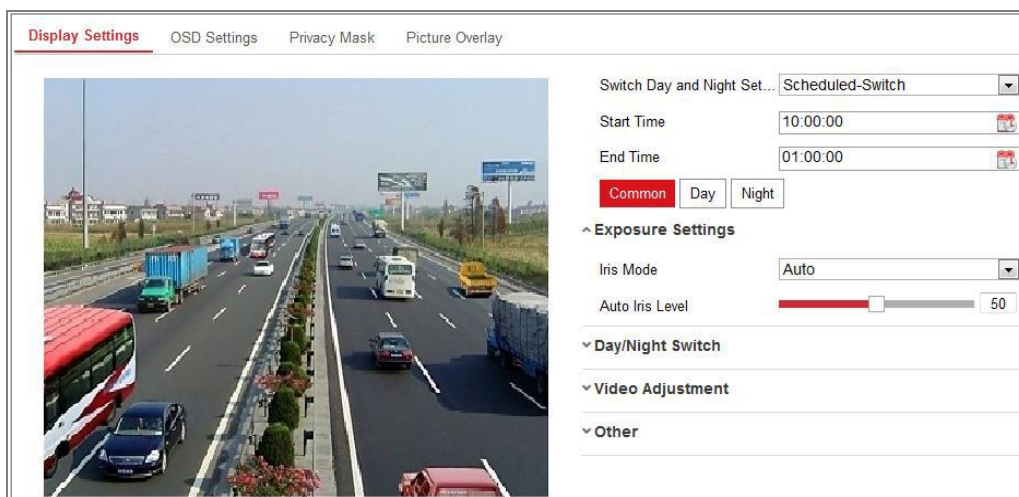 Display Settings OSD Settings Privacy Mask Picture Overlay
Switch Day and Night Set... Scheduled-Switch
Start Time 10:00:00
End Time 01:00:00
Common Day Night
Exposure Settings
Iris Mode Auto
Auto Iris Level 50
Day/Night Switch
Video Adjustment
Other